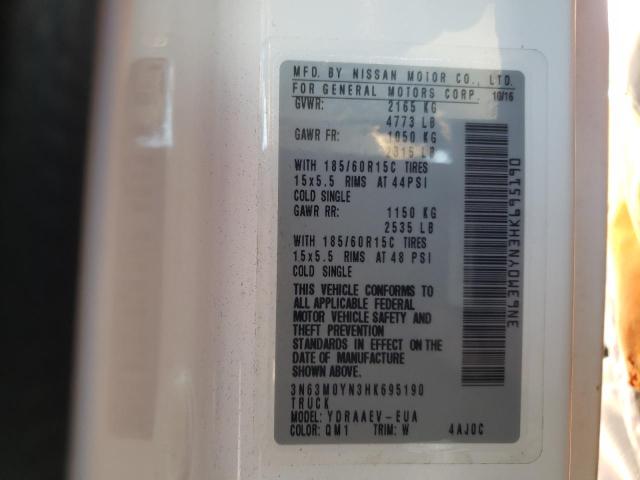 MFD. BY NISSAN MOTOR CO., LTD.
FOR GENERAL MOTORS CORP. 10/16
GVWR: 2165 KG
4773 LB
GAWR FR: 1050 KG
2315 LB
WITH 185/60R15C TIRES
15x5.5 RIMS AT 44PSI
COLD SINGLE
GAWR RR: 1150 KG
2535 LB
WITH 185/60R15C TIRES
15x5.5 RIMS AT 48 PSI
COLD SINGLE
THIS VEHICLE CONFORMS TO
ALL APPLICABLE FEDERAL
MOTOR VEHICLE SAFETY AND
THEFT PREVENTION
STANDARDS IN EFFECT ON THE
DATE OF MANUFACTURE
SHOWN ABOVE.
3N63M0YN3HK695190
TRUCK
MODEL: YDRAAEV-EUA
COLOR: QM1 TRIM: W 4AJ0C